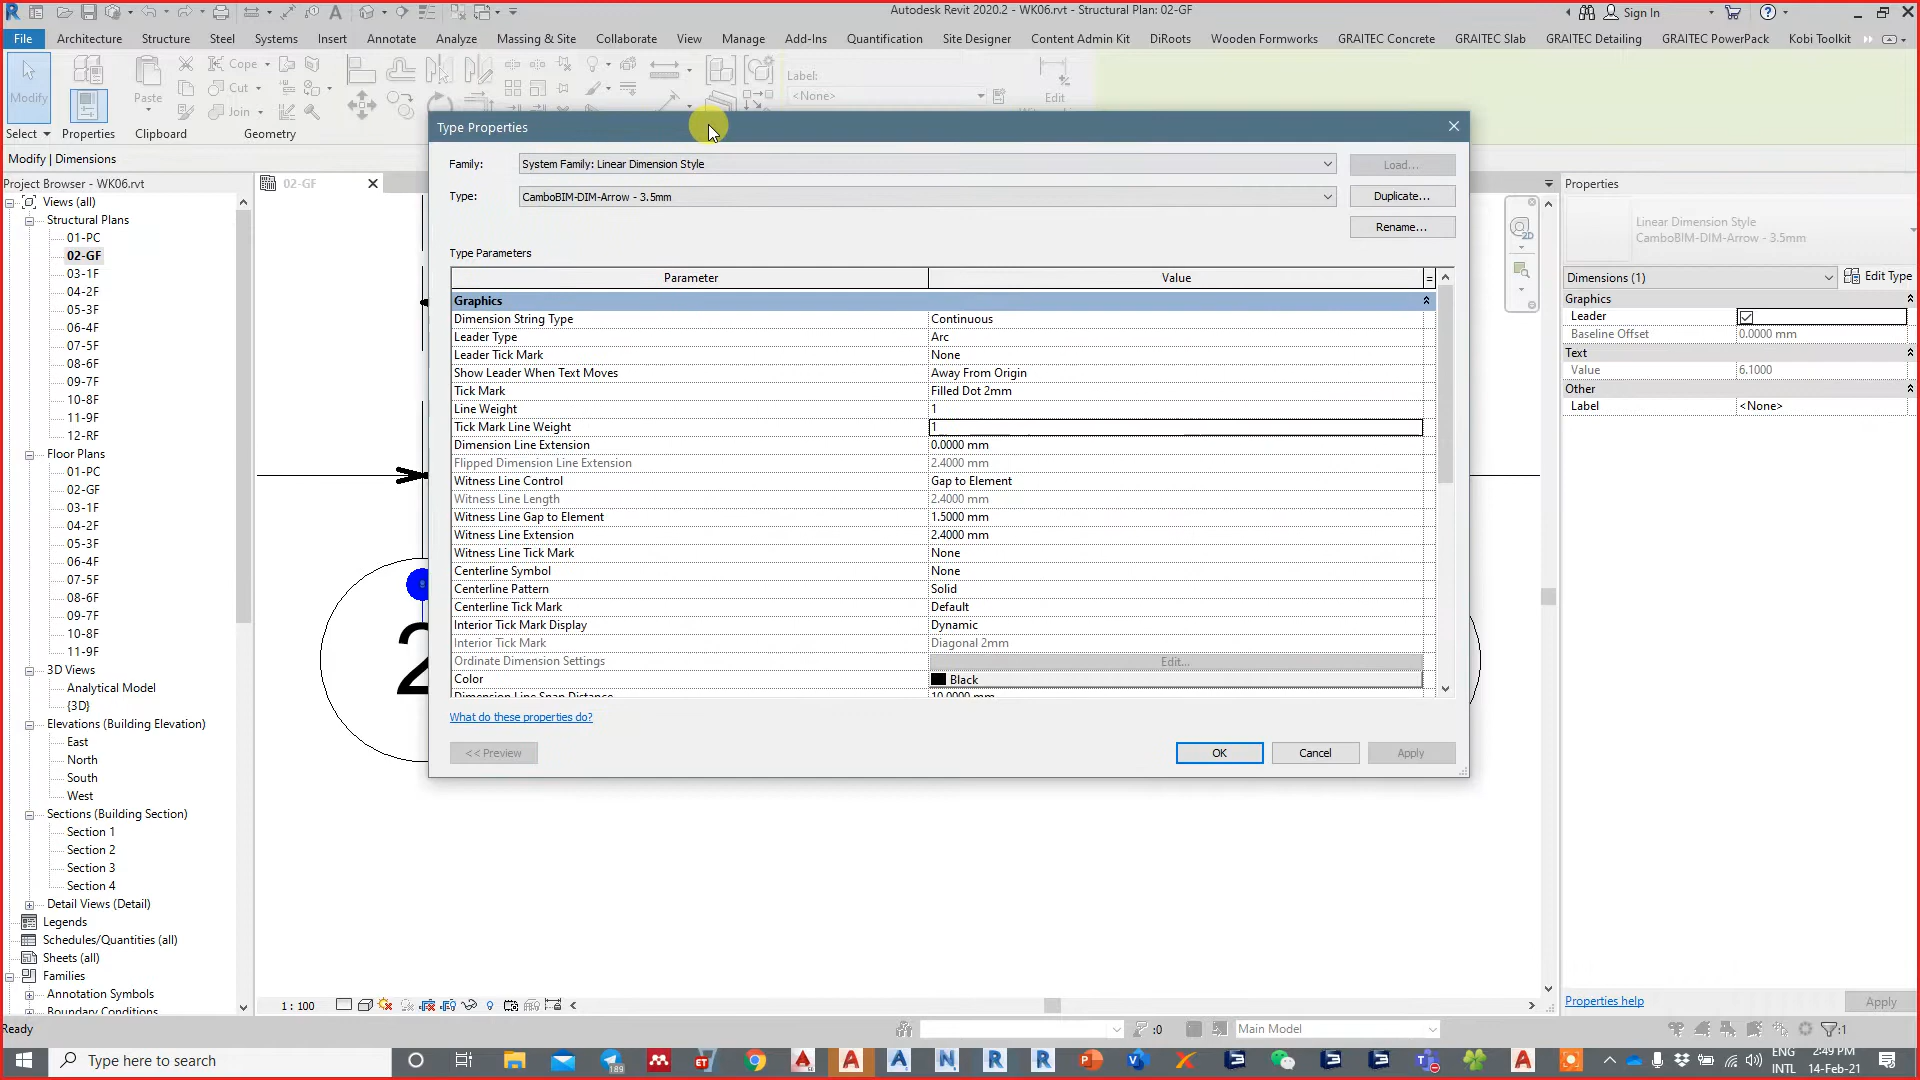 Autodesk Revit 2020.2 - WK06.rvt - Structural Plan: 02-GF
Sign In
File Architecture Structure Steel Systems Insert Annotate Analyze Massing & Site Collaborate View Manage Add-Ins Quantification Site Designer Content Admin Kit DiRoots Wooden Formworks GRAITEC Concrete GRAITEC Slab GRAITEC Detailing GRAITEC PowerPack Kobi Toolkit
Modify
Paste
Cope
Cut
Join
Label:
<None>
Edit
Select Properties Clipboard Geometry
Modify | Dimensions
Project Browser - WK06.rvt
Views (all)
Structural Plans
01-PC
02-GF
03-1F
04-2F
05-3F
06-4F
07-5F
08-6F
09-7F
10-8F
11-9F
12-RF
Floor Plans
01-PC
02-GF
03-1F
04-2F
05-3F
06-4F
07-5F
08-6F
09-7F
10-8F
11-9F
3D Views
Analytical Model
{3D}
Elevations (Building Elevation)
East
North
South
West
Sections (Building Section)
Section 1
Section 2
Section 3
Section 4
Detail Views (Detail)
Legends
Schedules/Quantities (all)
Sheets (all)
Families
Annotation Symbols
Boundary Conditions
02-GF
2
Type Properties
Family: System Family: Linear Dimension Style Load...
Type: CamboBIM-DIM-Arrow - 3.5mm Duplicate...
Rename...
Type Parameters
Parameter Value =
Graphics
Dimension String Type Continuous
Leader Type Arc
Leader Tick Mark None
Show Leader When Text Moves Away From Origin
Tick Mark Filled Dot 2mm
Line Weight 1
Tick Mark Line Weight 1
Dimension Line Extension 0.0000 mm
Flipped Dimension Line Extension 2.4000 mm
Witness Line Control Gap to Element
Witness Line Length 2.4000 mm
Witness Line Gap to Element 1.5000 mm
Witness Line Extension 2.4000 mm
Witness Line Tick Mark None
Centerline Symbol None
Centerline Pattern Solid
Centerline Tick Mark Default
Interior Tick Mark Display Dynamic
Interior Tick Mark Diagonal 2mm
Ordinate Dimension Settings Edit...
Color Black
Dimension Line Snap Distance 10.0000 mm
What do these properties do?
<< Preview OK Cancel Apply
Properties
Linear Dimension Style
CamboBIM-DIM-Arrow - 3.5mm
Dimensions (1) Edit Type
Graphics
Leader
Baseline Offset 0.0000 mm
Text
Value 6.1000
Other
Label <None>
Properties help Apply
1 : 100
Ready
:0
Main Model
:1
Type here to search
189
ENG
INTL
2:49 PM
14-Feb-21